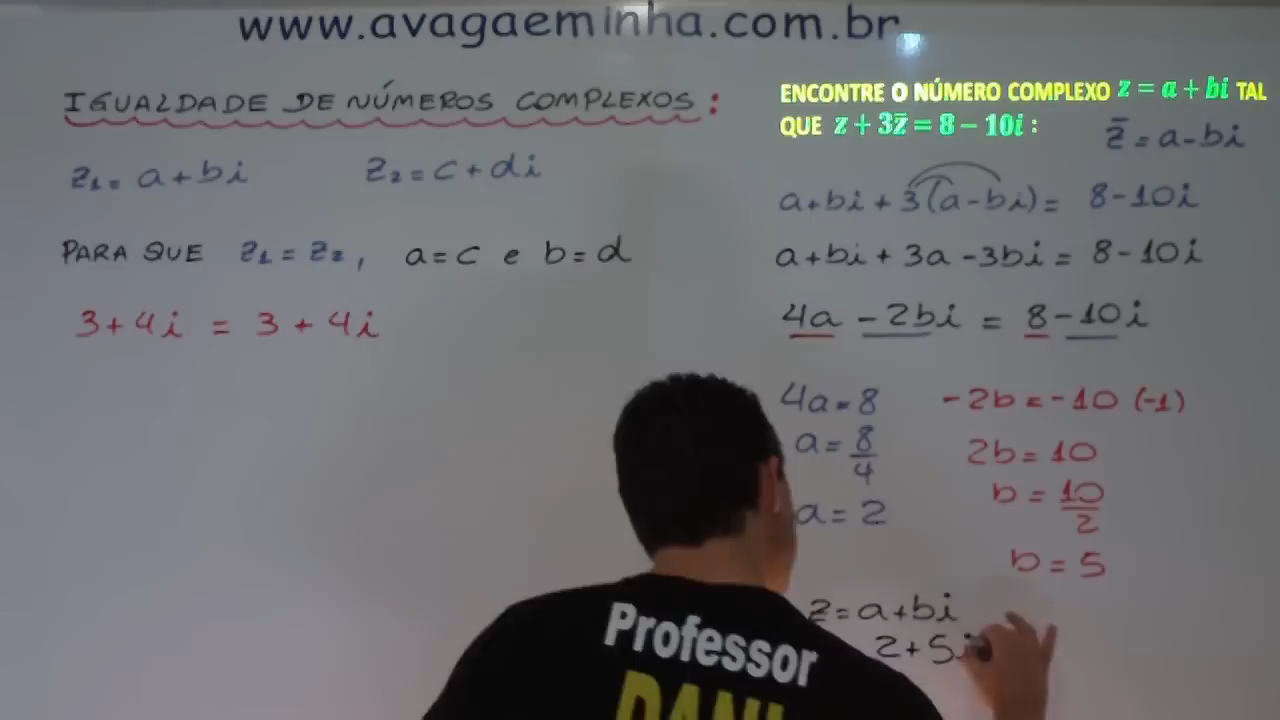 www.avagaeminha.com.br
IGUALDADE DE NÚMEROS COMPLEXOS:
z₁ = a + bi z₂ = c + di
PARA QUE z₁ = z₂, a = c e b = d
3 + 4i = 3 + 4i
ENCONTRE O NÚMERO COMPLEXO z = a + bi TAL
QUE z + 3z̄ = 8 − 10i :
z̄ = a - bi
a + bi + 3(a - bi) = 8 - 10i
a + bi + 3a - 3bi = 8 - 10i
4a - 2bi = 8 - 10i
4a = 8
a = 8/4
a = 2
-2b = -10 (-1)
2b = 10
b = 10/2
b = 5
z = a + bi
2 + 5i
Professor